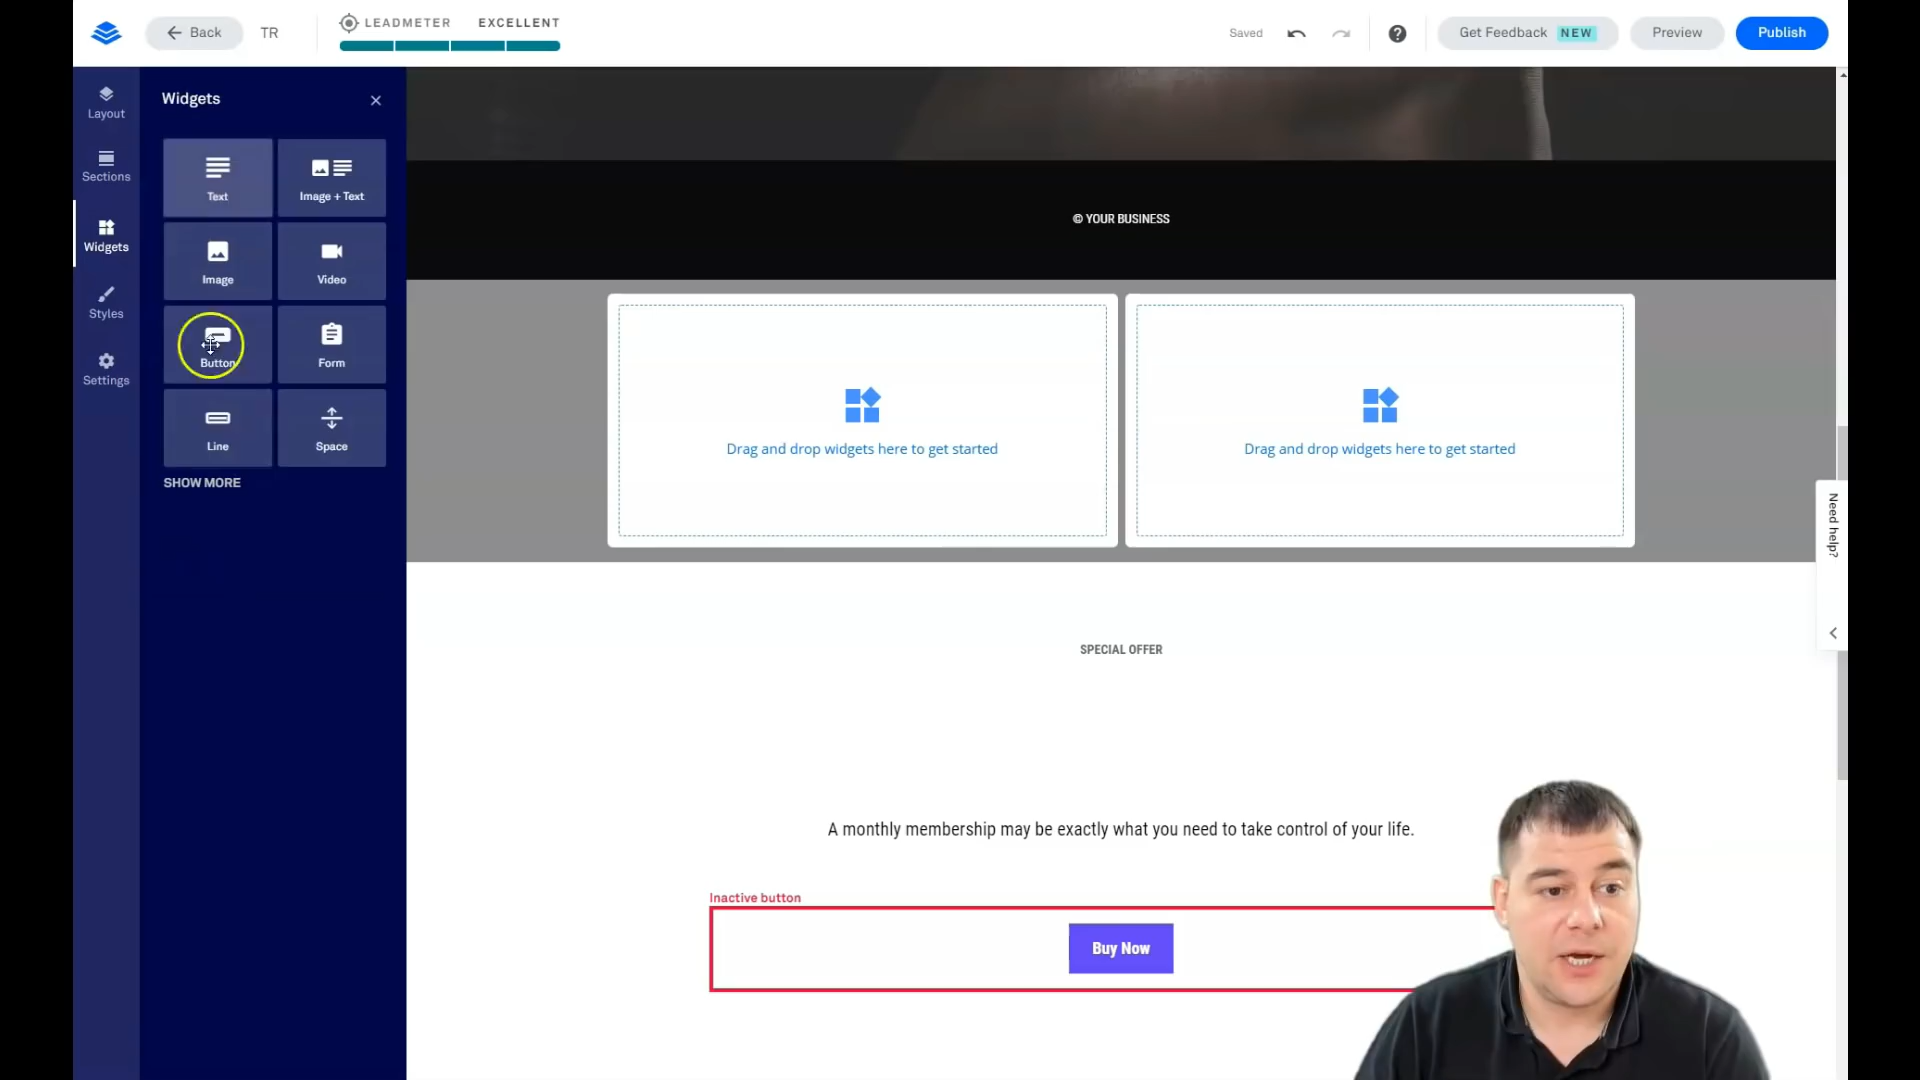 Back
TR
LEADMETER EXCELLENT
Saved
?
Get Feedback NEW
Preview
Publish
Layout
Sections
Widgets
Styles
Settings
Widgets
Text
Image + Text
Image
Video
Button
Form
Line
Space
SHOW MORE
© YOUR BUSINESS
Drag and drop widgets here to get started
Drag and drop widgets here to get started
Need help?
SPECIAL OFFER
A monthly membership may be exactly what you need to take control of your life.
Inactive button
Buy Now